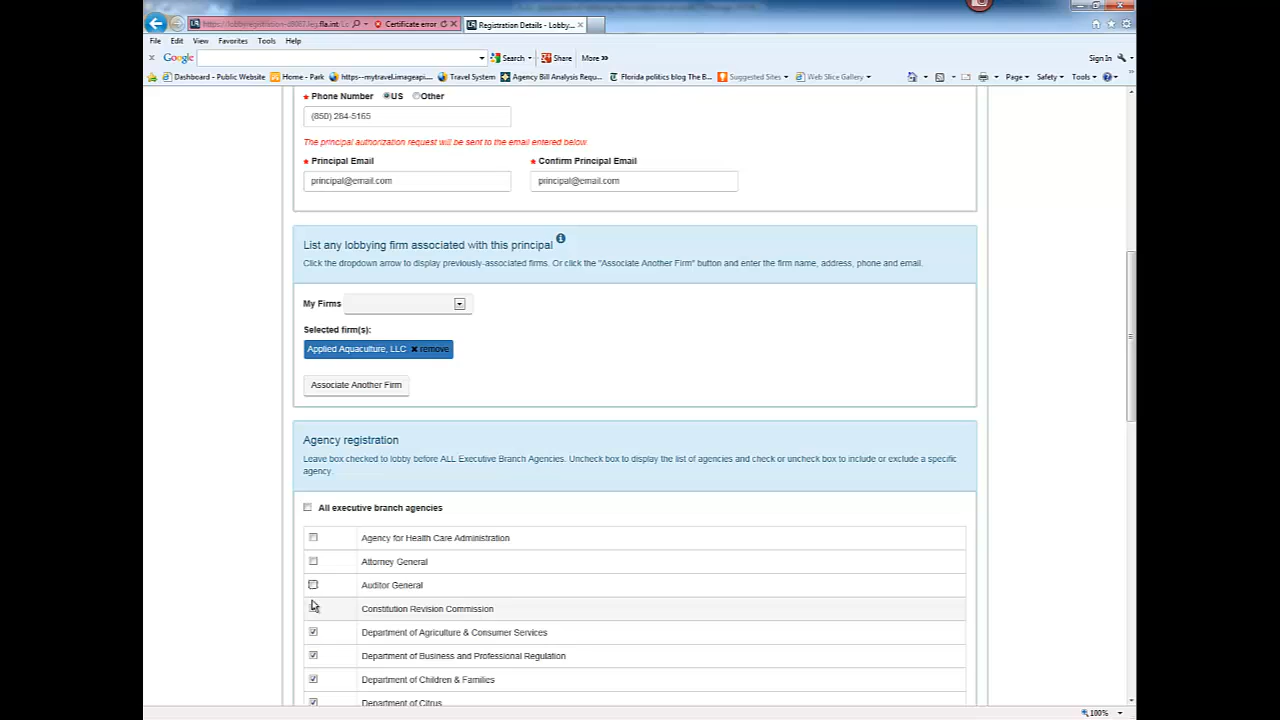 Certificate error
Registration Details - Lobby...
File Edit View Favorites Tools Help
Google Search Share More »
Sign In
Dashboard - Public Website Home - Park https--mytravel.imageapi.... Travel System Agency Bill Analysis Requ... Florida politics blog The B... Suggested Sites Web Slice Gallery
Page Safety Tools
* Phone Number US Other
(850) 264-5165
The principal authorization request will be sent to the email entered below.
* Principal Email * Confirm Principal Email
principal@email.com principal@email.com
List any lobbying firm associated with this principal
Click the dropdown arrow to display previously-associated firms. Or click the "Associate Another Firm" button and enter the firm name, address, phone and email.
My Firms
Selected firm(s):
Applied Aquaculture, LLC ✖ remove
Associate Another Firm
Agency registration
Leave box checked to lobby before ALL Executive Branch Agencies. Uncheck box to display the list of agencies and check or uncheck box to include or exclude a specific
agency.
All executive branch agencies
Agency for Health Care Administration
Attorney General
Auditor General
Constitution Revision Commission
Department of Agriculture & Consumer Services
Department of Business and Professional Regulation
Department of Children & Families
Department of Citrus
100%